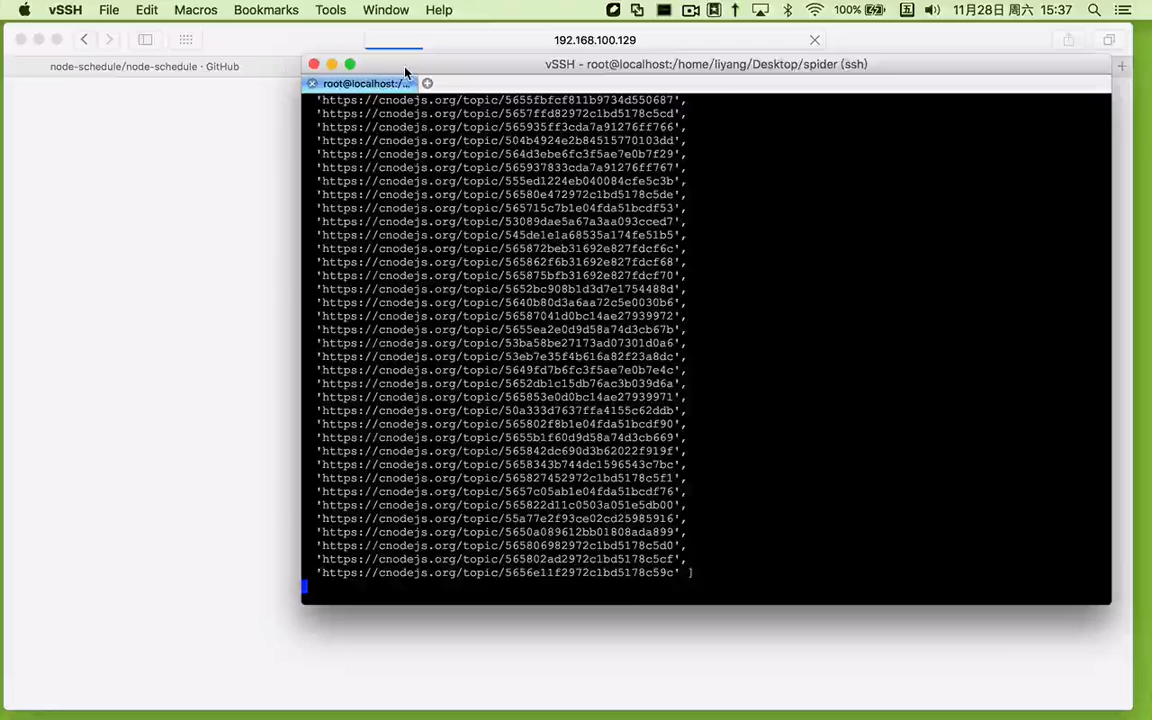 vSSH File Edit Macros Bookmarks Tools Window Help 100% 五 11月28日 周六 15:37
192.168.100.129
node-schedule/node-schedule · GitHub
vSSH - root@localhost:/home/liyang/Desktop/spider (ssh)
root@localhost:/...
'https://cnodejs.org/topic/5655fbfcf811b9734d550687',
'https://cnodejs.org/topic/5657ffd82972c1bd5178c5cd',
'https://cnodejs.org/topic/565935ff3cda7a91276ff766',
'https://cnodejs.org/topic/504b4924e2b84515770103dd',
'https://cnodejs.org/topic/564d3ebe6fc3f5ae7e0b7f29',
'https://cnodejs.org/topic/565937833cda7a91276ff767',
'https://cnodejs.org/topic/555ed1224eb040084cfe5c3b',
'https://cnodejs.org/topic/56580e472972c1bd5178c5de',
'https://cnodejs.org/topic/565715c7b1e04fda51bcdf53',
'https://cnodejs.org/topic/53089dae5a67a3aa093cced7',
'https://cnodejs.org/topic/545de1e1a68535a174fe51b5',
'https://cnodejs.org/topic/565872beb31692e827fdcf6c',
'https://cnodejs.org/topic/565862f6b31692e827fdcf68',
'https://cnodejs.org/topic/565875bfb31692e827fdcf70',
'https://cnodejs.org/topic/5652bc908b1d3d7e1754488d',
'https://cnodejs.org/topic/5640b80d3a6aa72c5e0030b6',
'https://cnodejs.org/topic/56587041d0bc14ae27939972',
'https://cnodejs.org/topic/5655ea2e0d9d58a74d3cb67b',
'https://cnodejs.org/topic/53ba58be27173ad07301d0a6',
'https://cnodejs.org/topic/53eb7e35f4b616a82f23a8dc',
'https://cnodejs.org/topic/5649fd7b6fc3f5ae7e0b7e4c',
'https://cnodejs.org/topic/5652db1c15db76ac3b039d6a',
'https://cnodejs.org/topic/565853e0d0bc14ae27939971',
'https://cnodejs.org/topic/50a333d7637ffa4155c62ddb',
'https://cnodejs.org/topic/565802f8b1e04fda51bcdf90',
'https://cnodejs.org/topic/5655b1f60d9d58a74d3cb669',
'https://cnodejs.org/topic/565842dc690d3b62022f919f',
'https://cnodejs.org/topic/5658343b744dc1596543c7bc',
'https://cnodejs.org/topic/565827452972c1bd5178c5f1',
'https://cnodejs.org/topic/5657c05ab1e04fda51bcdf76',
'https://cnodejs.org/topic/565822d11c0503a051e5db00',
'https://cnodejs.org/topic/55a77e2f93ce02cd25985916',
'https://cnodejs.org/topic/5650a089612bb01808ada899',
'https://cnodejs.org/topic/565806982972c1bd5178c5d0',
'https://cnodejs.org/topic/565802ad2972c1bd5178c5cf',
'https://cnodejs.org/topic/5656e11f2972c1bd5178c59c' ]